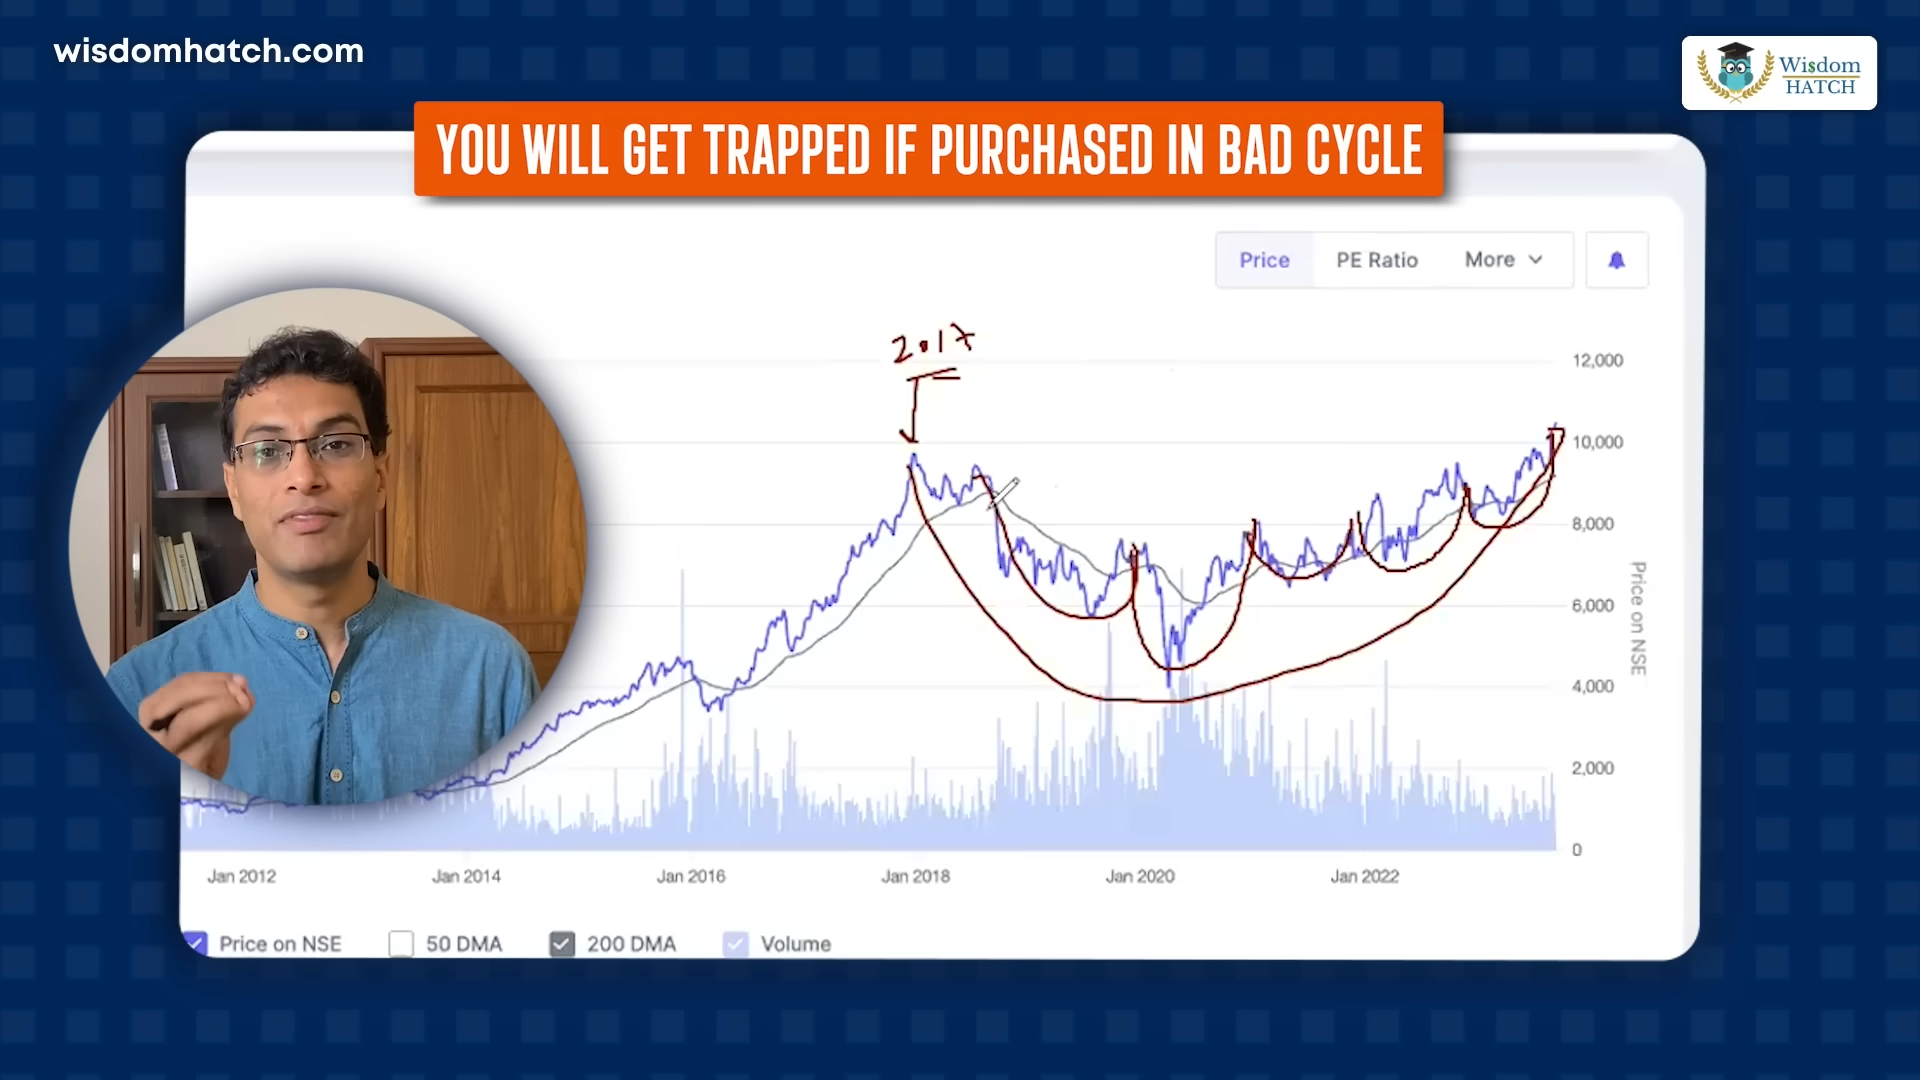 wisdomhatch.com
Wisdom
HATCH
YOU WILL GET TRAPPED IF PURCHASED IN BAD CYCLE
Price PE Ratio More
2017
12,000
10,000
8,000
6,000
4,000
2,000
0
Price on NSE
Jan 2012 Jan 2014 Jan 2016 Jan 2018 Jan 2020 Jan 2022
Price on NSE 50 DMA 200 DMA Volume